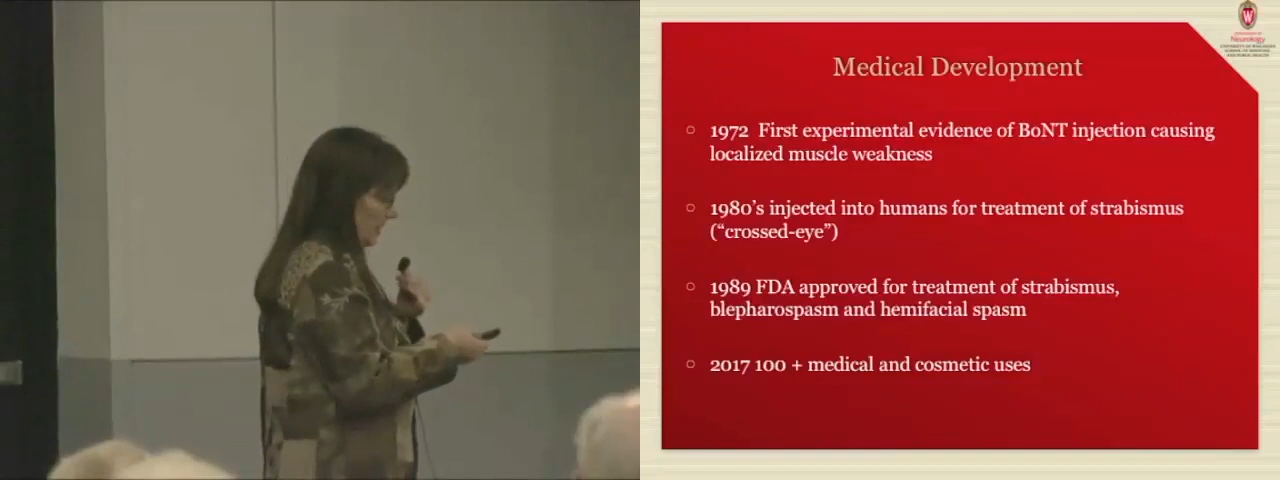 W
Neurology
Medical Development
1972 First experimental evidence of BoNT injection causing
localized muscle weakness
1980's injected into humans for treatment of strabismus
("crossed-eye")
1989 FDA approved for treatment of strabismus,
blepharospasm and hemifacial spasm
2017 100 + medical and cosmetic uses